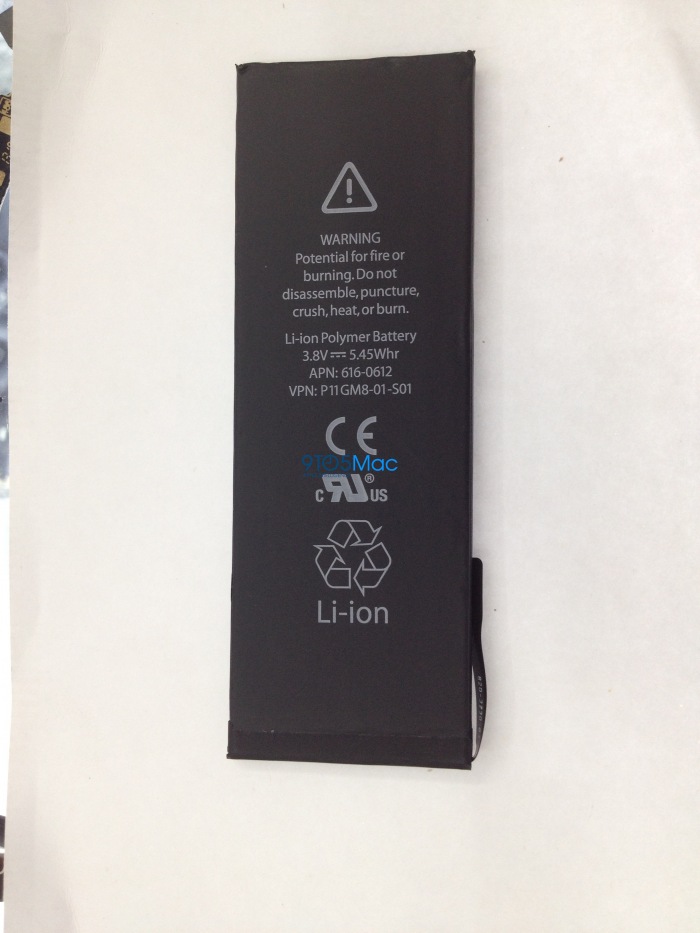 WARNING
Potential for fire or
burning. Do not
disassemble, puncture,
crush, heat, or burn.
Li-ion Polymer Battery
3.8V 5.45Whr
APN: 616-0612
VPN: P11GM8-01-S01
CE
9TO5Mac
c RU ® US
Li-ion